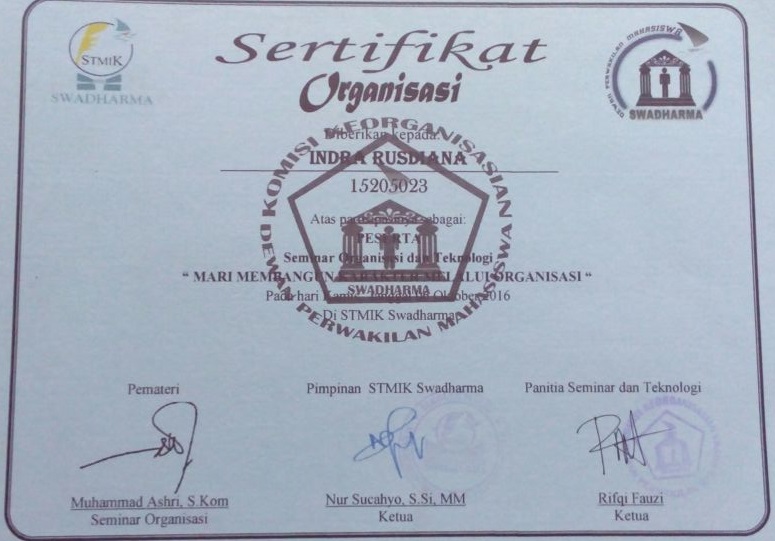 STMIK
SWADHARMA
Sertifikat
Organisasi
DEWAN PERWAKILAN MAHASISWA
SWADHARMA
Diberikan kepada:
INDRA RUSDIANA
15205023
Atas partisipasinya sebagai:
PESERTA
Seminar Organisasi dan Teknologi
“ MARI MEMBANGUN KARAKTER MELALUI ORGANISASI “
Pada hari Kamis, Tanggal Oktober 2016
Di STMIK Swadharma
KOMISI KEORGANISASIAN
DEWAN PERWAKILAN MAHASISWA
SWADHARMA
Pemateri
Pimpinan STMIK Swadharma
Panitia Seminar dan Teknologi
Muhammad Ashri, S.Kom
Seminar Organisasi
Nur Sucahyo, S.Si, MM
Ketua
Rifqi Fauzi
Ketua